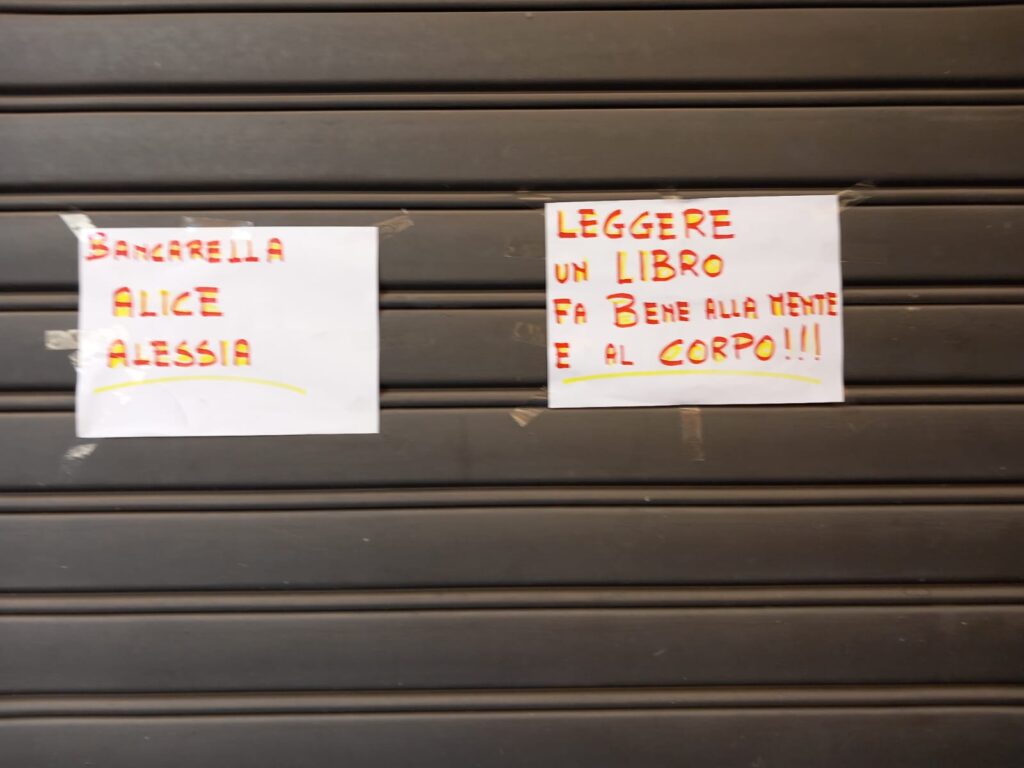 BANCARELLA
ALICE
ALESSIA
LEGGERE
UN LIBRO
FA BENE ALLA MENTE
E AL CORPO!!!